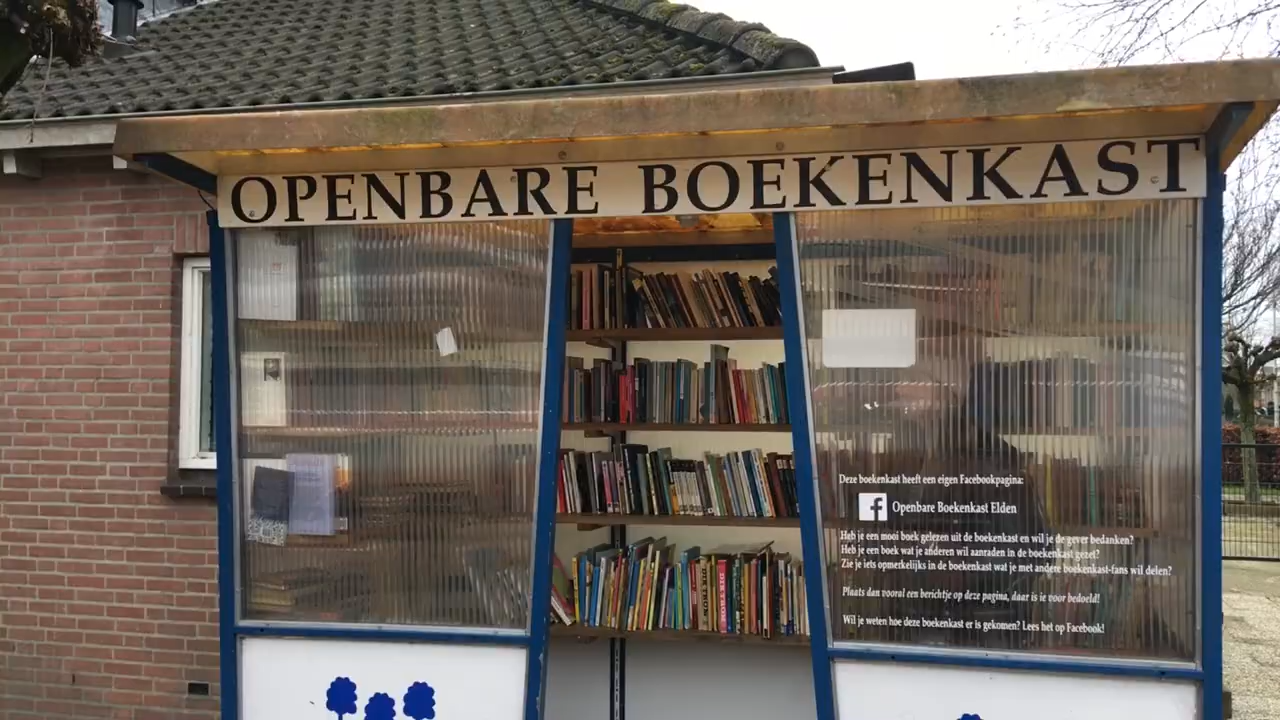 OPENBARE BOEKENKAST
Deze boekenkast heeft een eigen Facebookpagina:
f Openbare Boekenkast Elden
Heb je een mooi boek gelezen uit de boekenkast en wil je de gever bedanken?
Heb je een boek wat je anderen wil aanraden in de boekenkast gezet?
Zie je iets opmerkelijks in de boekenkast wat je met andere boekenkast-fans wil delen?
Plaats dan vooral een berichtje op deze pagina, daar is ie voor bedoeld!
Wil je weten hoe deze boekenkast er is gekomen? Lees het op Facebook!